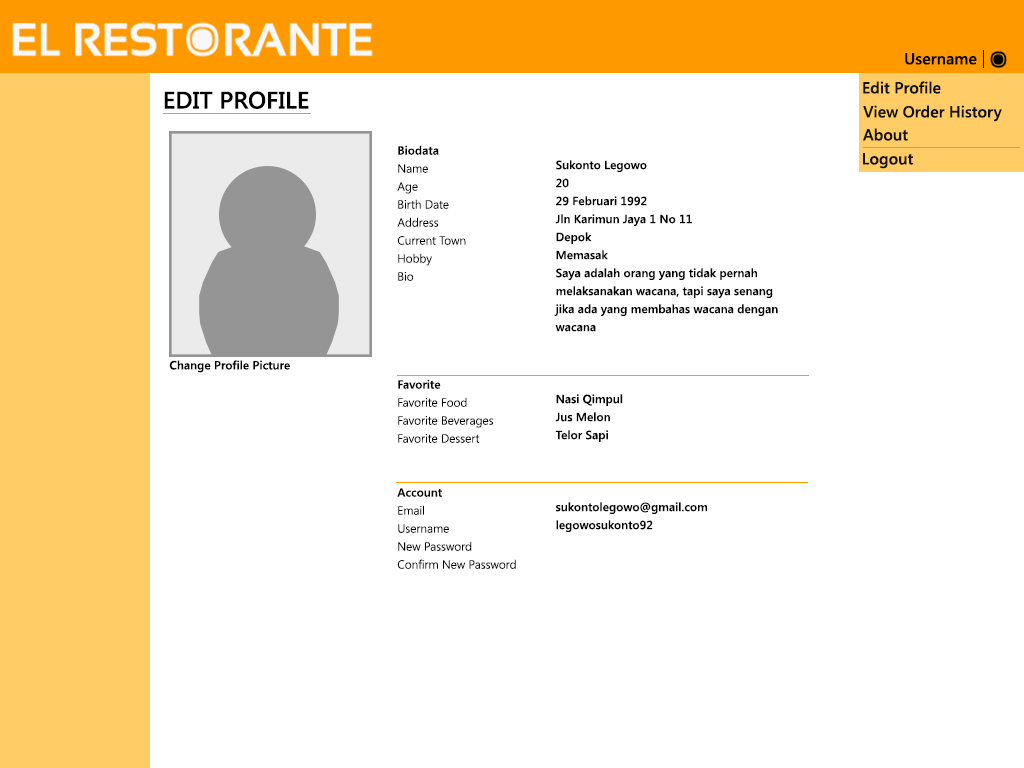 EL RESTORANTE
Username
Edit Profile
View Order History
About
Logout
EDIT PROFILE
Change Profile Picture
Biodata
Name Sukonto Legowo
Age 20
Birth Date 29 Februari 1992
Address Jln Karimun Jaya 1 No 11
Current Town Depok
Hobby Memasak
Bio Saya adalah orang yang tidak pernah
melaksanakan wacana, tapi saya senang
jika ada yang membahas wacana dengan
wacana
Favorite
Favorite Food Nasi Qimpul
Favorite Beverages Jus Melon
Favorite Dessert Telor Sapi
Account
Email sukontolegowo@gmail.com
Username legowosukonto92
New Password
Confirm New Password